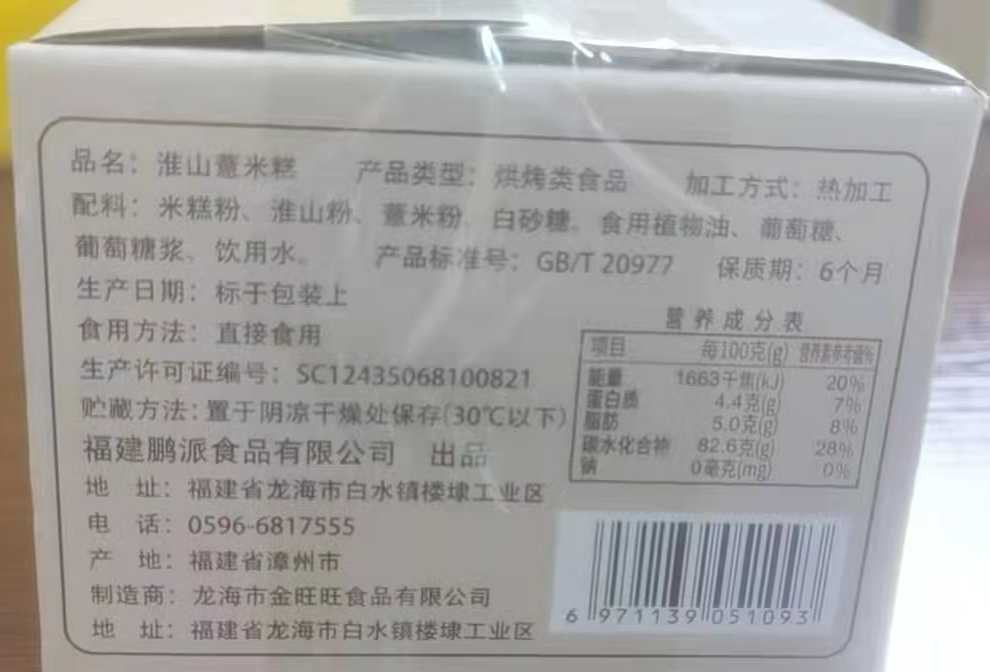 品名：淮山薏米糕 产品类型：烘烤类食品 加工方式：热加工
配料：米糕粉、淮山粉、薏米粉、白砂糖、食用植物油、葡萄糖、
葡萄糖浆、饮用水。 产品标准号：GB/T 20977 保质期：6个月
生产日期：标于包装上
食用方法：直接食用
生产许可证编号：SC12435068100821
贮藏方法：置于阴凉干燥处保存(30℃以下)
福建鹏派食品有限公司 出品
地 址：福建省龙海市白水镇楼埭工业区
电 话：0596-6817555
产 地：福建省漳州市
制造商：龙海市金旺旺食品有限公司
地 址：福建省龙海市白水镇楼埭工业区
营养成分表
项目 每100克(g) 营养素参考值%
能量 1663千焦(kJ) 20%
蛋白质 4.4克(g) 7%
脂肪 5.0克(g) 8%
碳水化合物 82.6克(g) 28%
钠 0毫克(mg) 0%
6 971139 051093